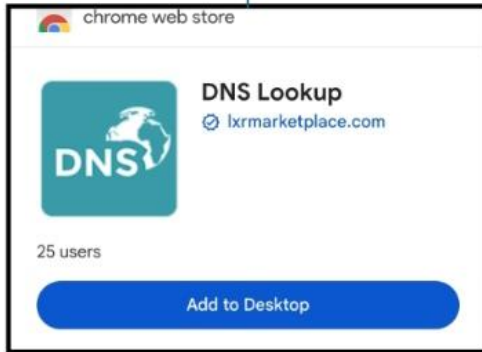 chrome web store
DNS
DNS Lookup
lxrmarketplace.com
25 users
Add to Desktop